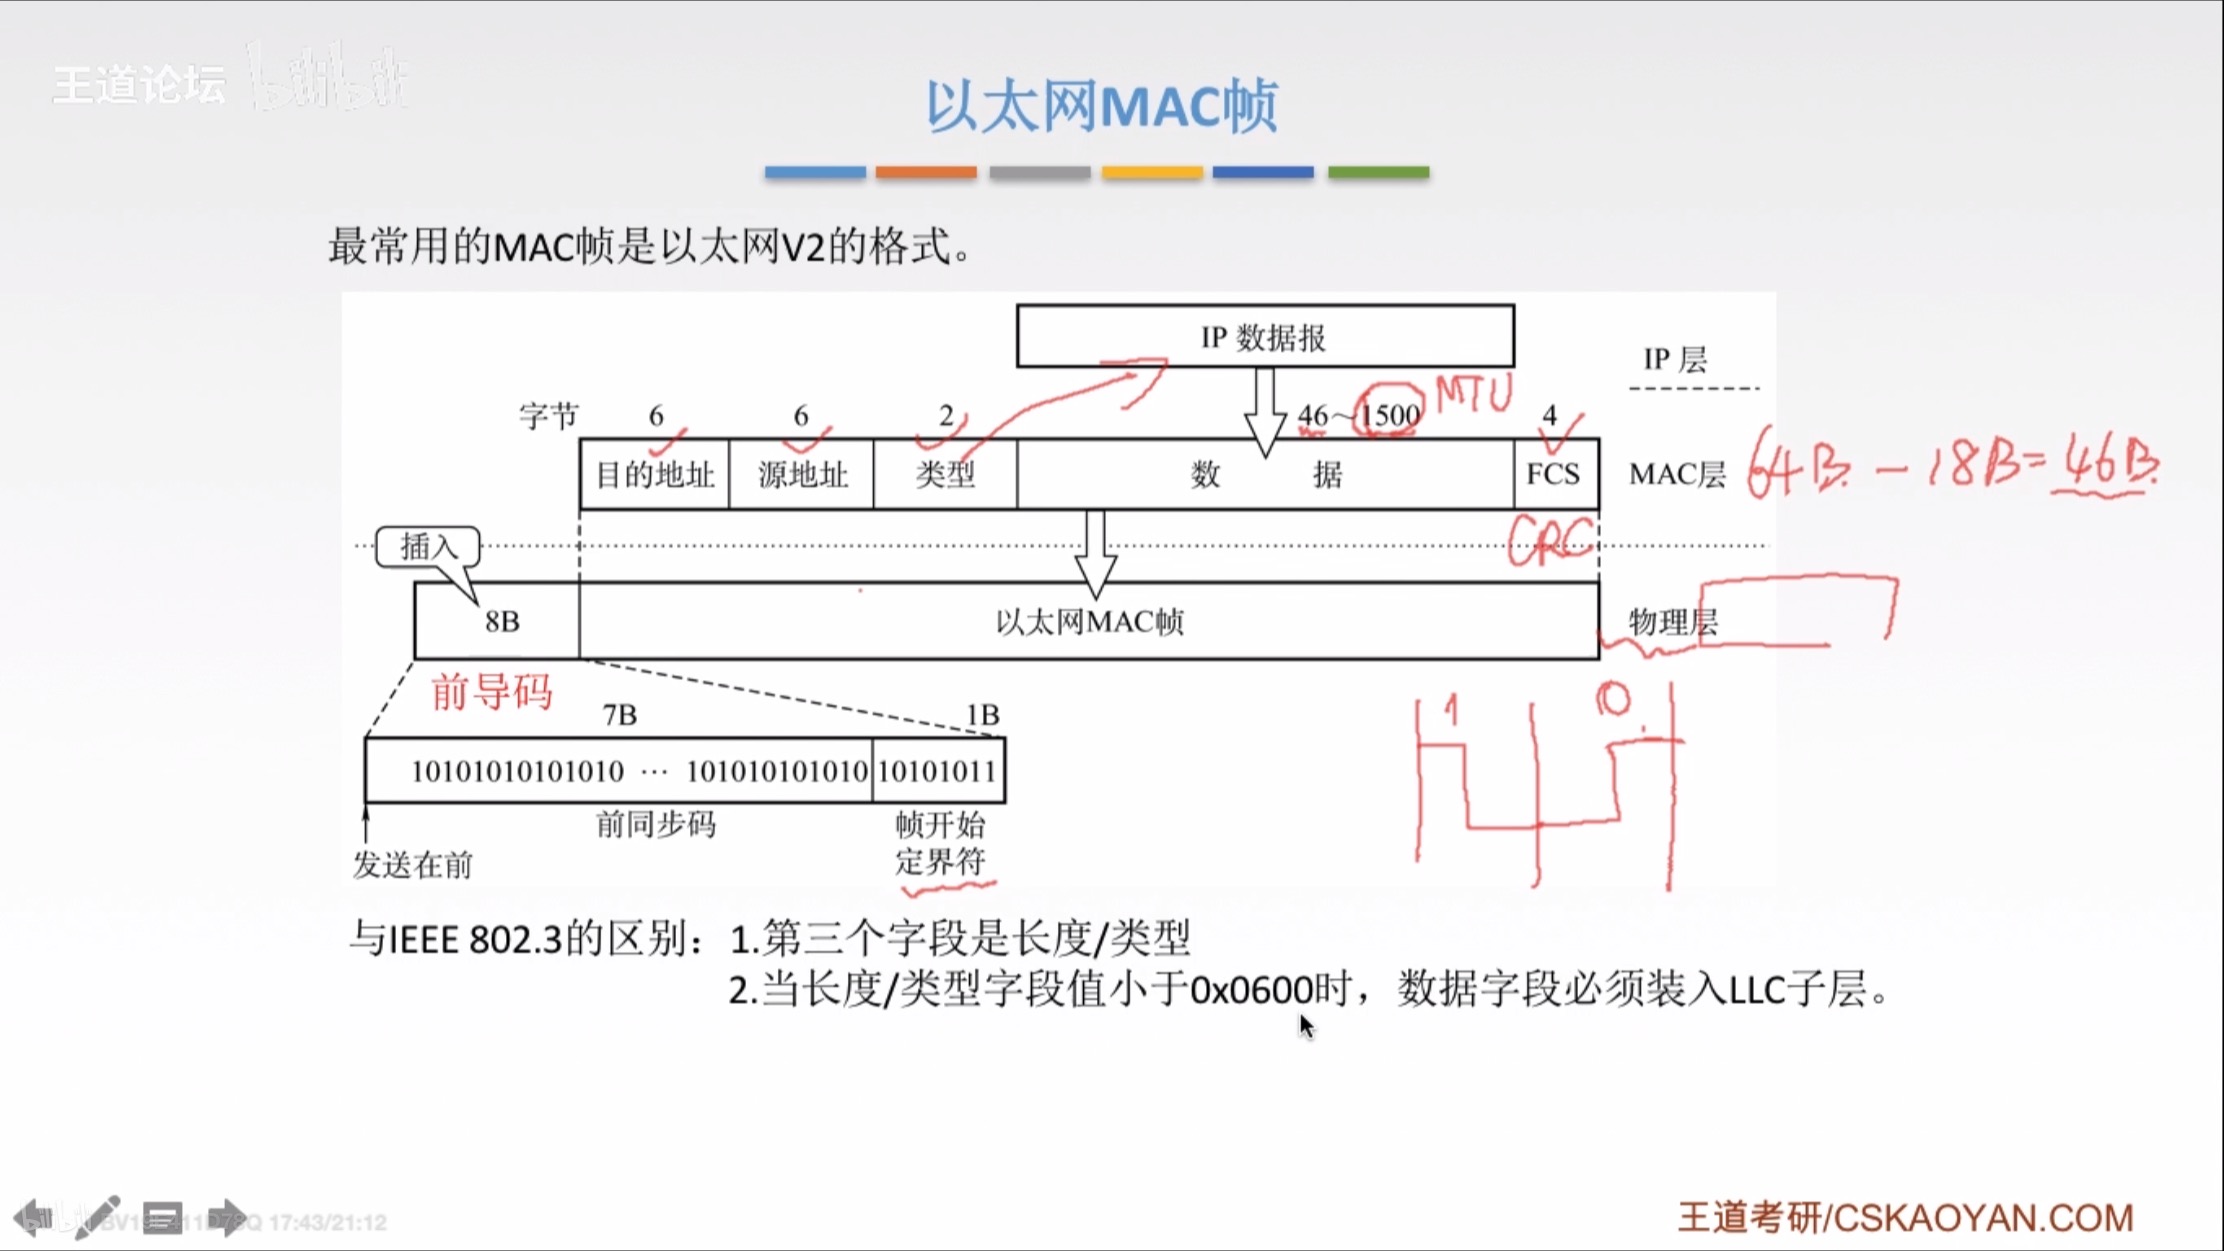 王道论坛 bilibili
以太网MAC帧
最常用的MAC帧是以太网V2的格式。
IP 数据报
IP 层
MTU
字节 6 6 2 46～1500 4
目的地址 源地址 类型 数 据 FCS MAC层
64B - 18B = 46B
插入
CRC
8B 以太网MAC帧 物理层
前导码
7B 1B
1 0
10101010101010 ··· 101010101010 10101011
前同步码 帧开始
定界符
发送在前
与IEEE 802.3的区别：1.第三个字段是长度/类型
2.当长度/类型字段值小于0x0600时，数据字段必须装入LLC子层。
17:43/21:12
王道考研/CSKAOYAN.COM